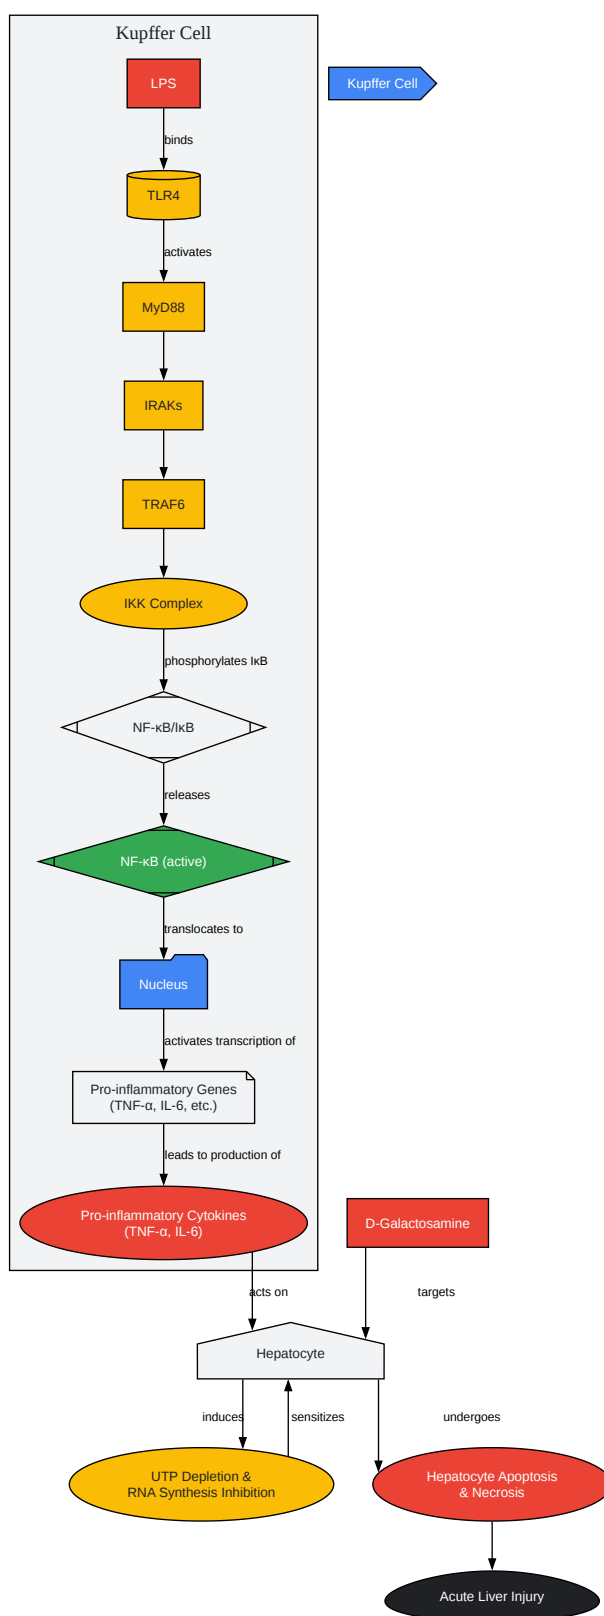 Kupffer Cell
LPS
Kupffer Cell
binds
TLR4
activates
MyD88
IRAKs
TRAF6
IKK Complex
phosphorylates IκB
NF-κB/IκB
releases
NF-κB (active)
translocates to
Nucleus
activates transcription of
Pro-inflammatory Genes
(TNF-α, IL-6, etc.)
leads to production of
Pro-inflammatory Cytokines
(TNF-α, IL-6)
D-Galactosamine
acts on
targets
Hepatocyte
induces
sensitizes
undergoes
UTP Depletion &
RNA Synthesis Inhibition
Hepatocyte Apoptosis
& Necrosis
Acute Liver Injury